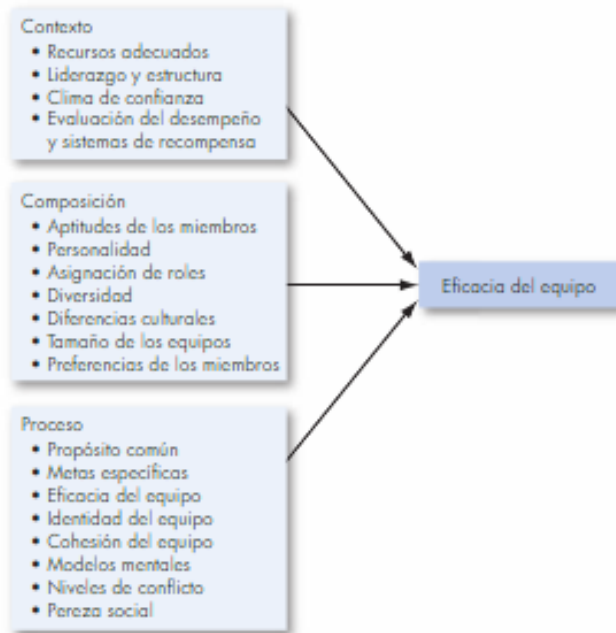 Contexto
• Recursos adecuados
• Liderazgo y estructura
• Clima de confianza
• Evaluación del desempeño
y sistemas de recompensa
Composición
• Aptitudes de los miembros
• Personalidad
• Asignación de roles
• Diversidad
• Diferencias culturales
• Tamaño de los equipos
• Preferencias de los miembros
Eficacia del equipo
Proceso
• Propósito común
• Metas específicas
• Eficacia del equipo
• Identidad del equipo
• Cohesión del equipo
• Modelos mentales
• Niveles de conflicto
• Pereza social